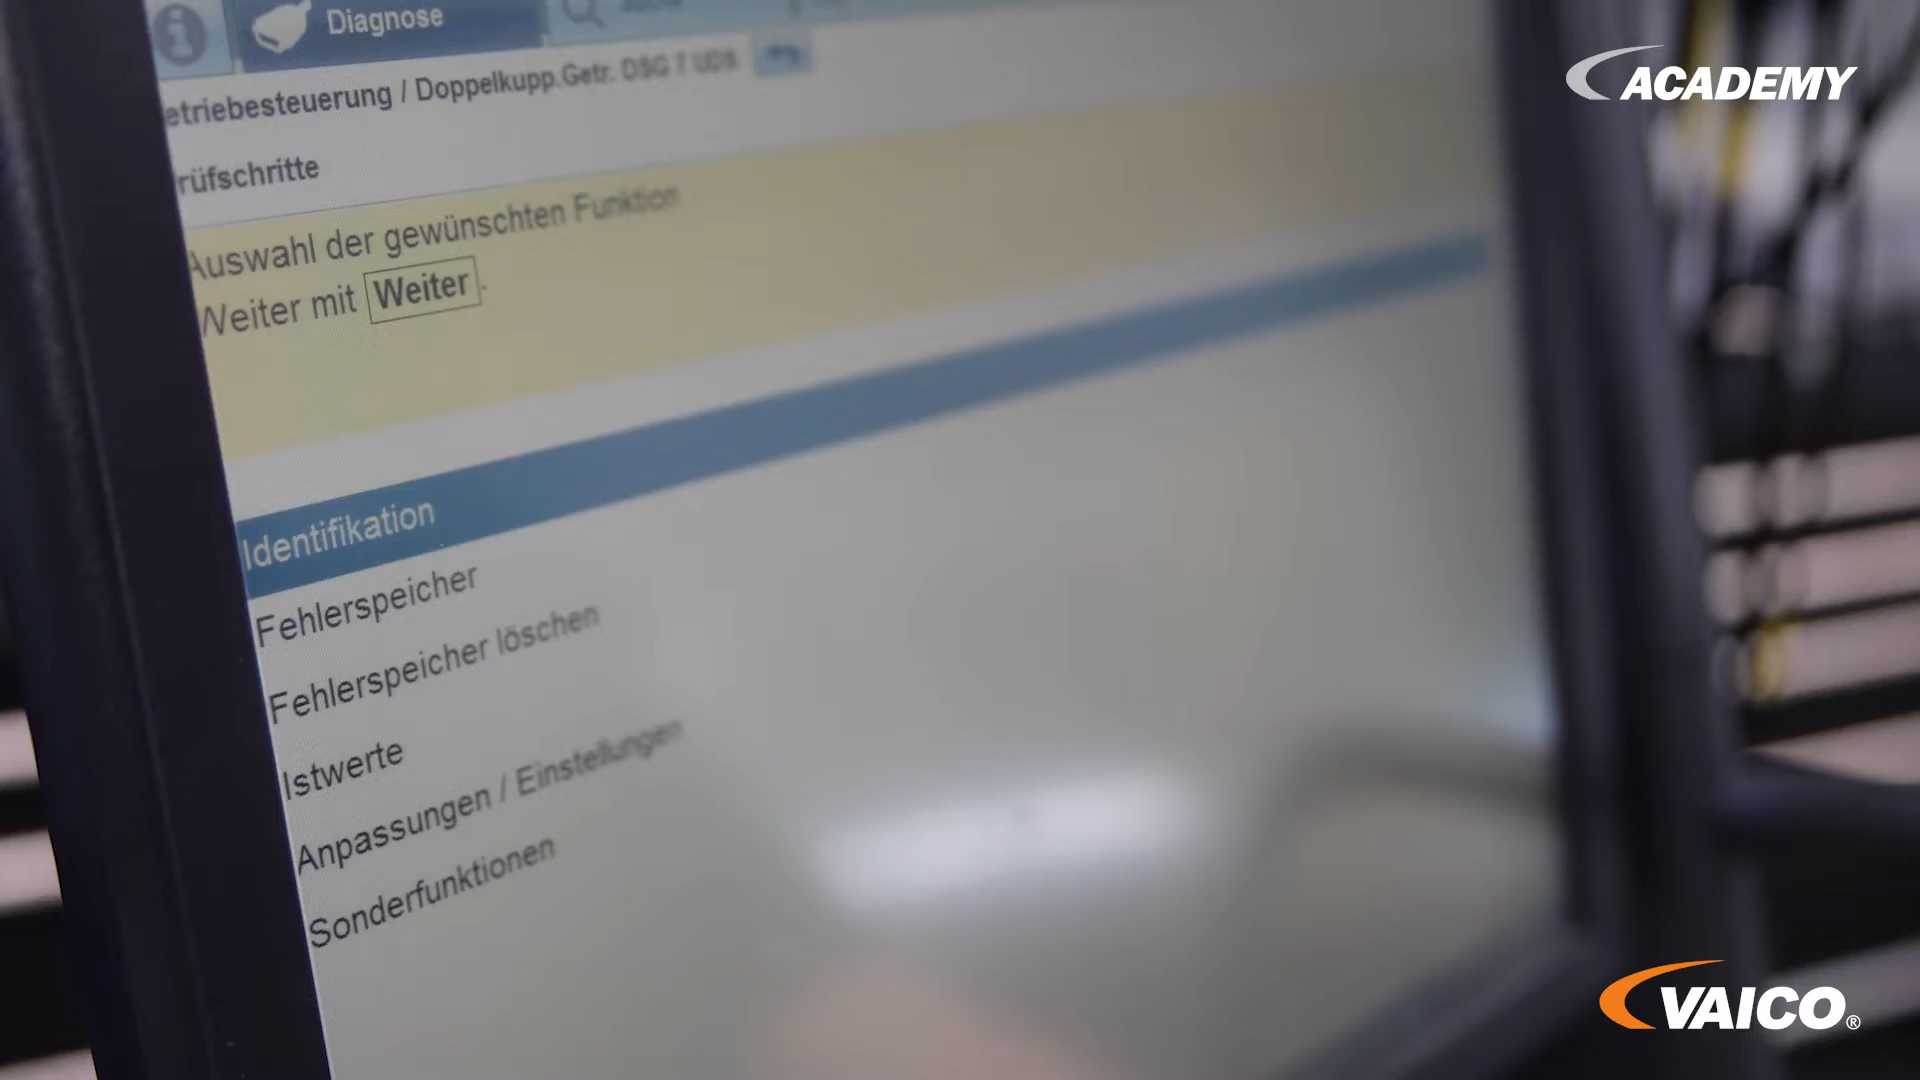 Diagnose
etriebesteuerung / Doppelkupp.Getr. DSG 7 UDS
rüfschritte
Auswahl der gewünschten Funktion
Weiter mit Weiter.
Identifikation
Fehlerspeicher
Fehlerspeicher löschen
Istwerte
Anpassungen / Einstellungen
Sonderfunktionen
ACADEMY
VAICO®